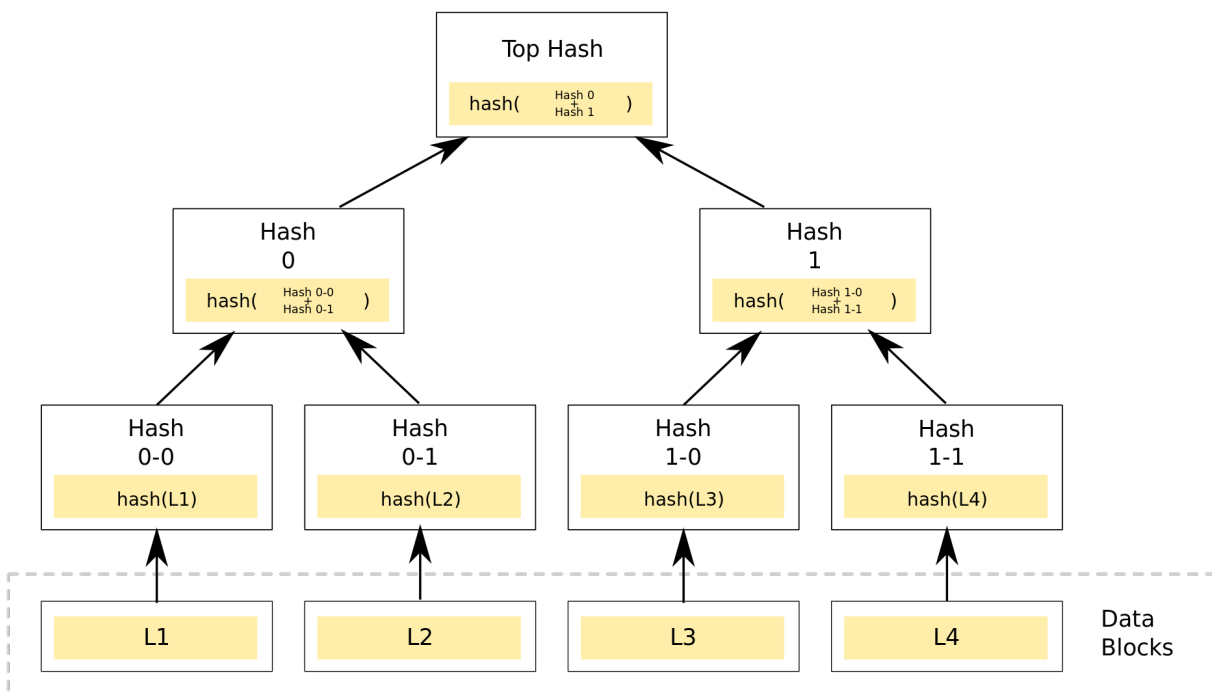 Top Hash
hash( Hash 0 + Hash 1 )
Hash
0
hash( Hash 0-0 + Hash 0-1 )
Hash
1
hash( Hash 1-0 + Hash 1-1 )
Hash
0-0
hash(L1)
Hash
0-1
hash(L2)
Hash
1-0
hash(L3)
Hash
1-1
hash(L4)
L1
L2
L3
L4
Data
Blocks